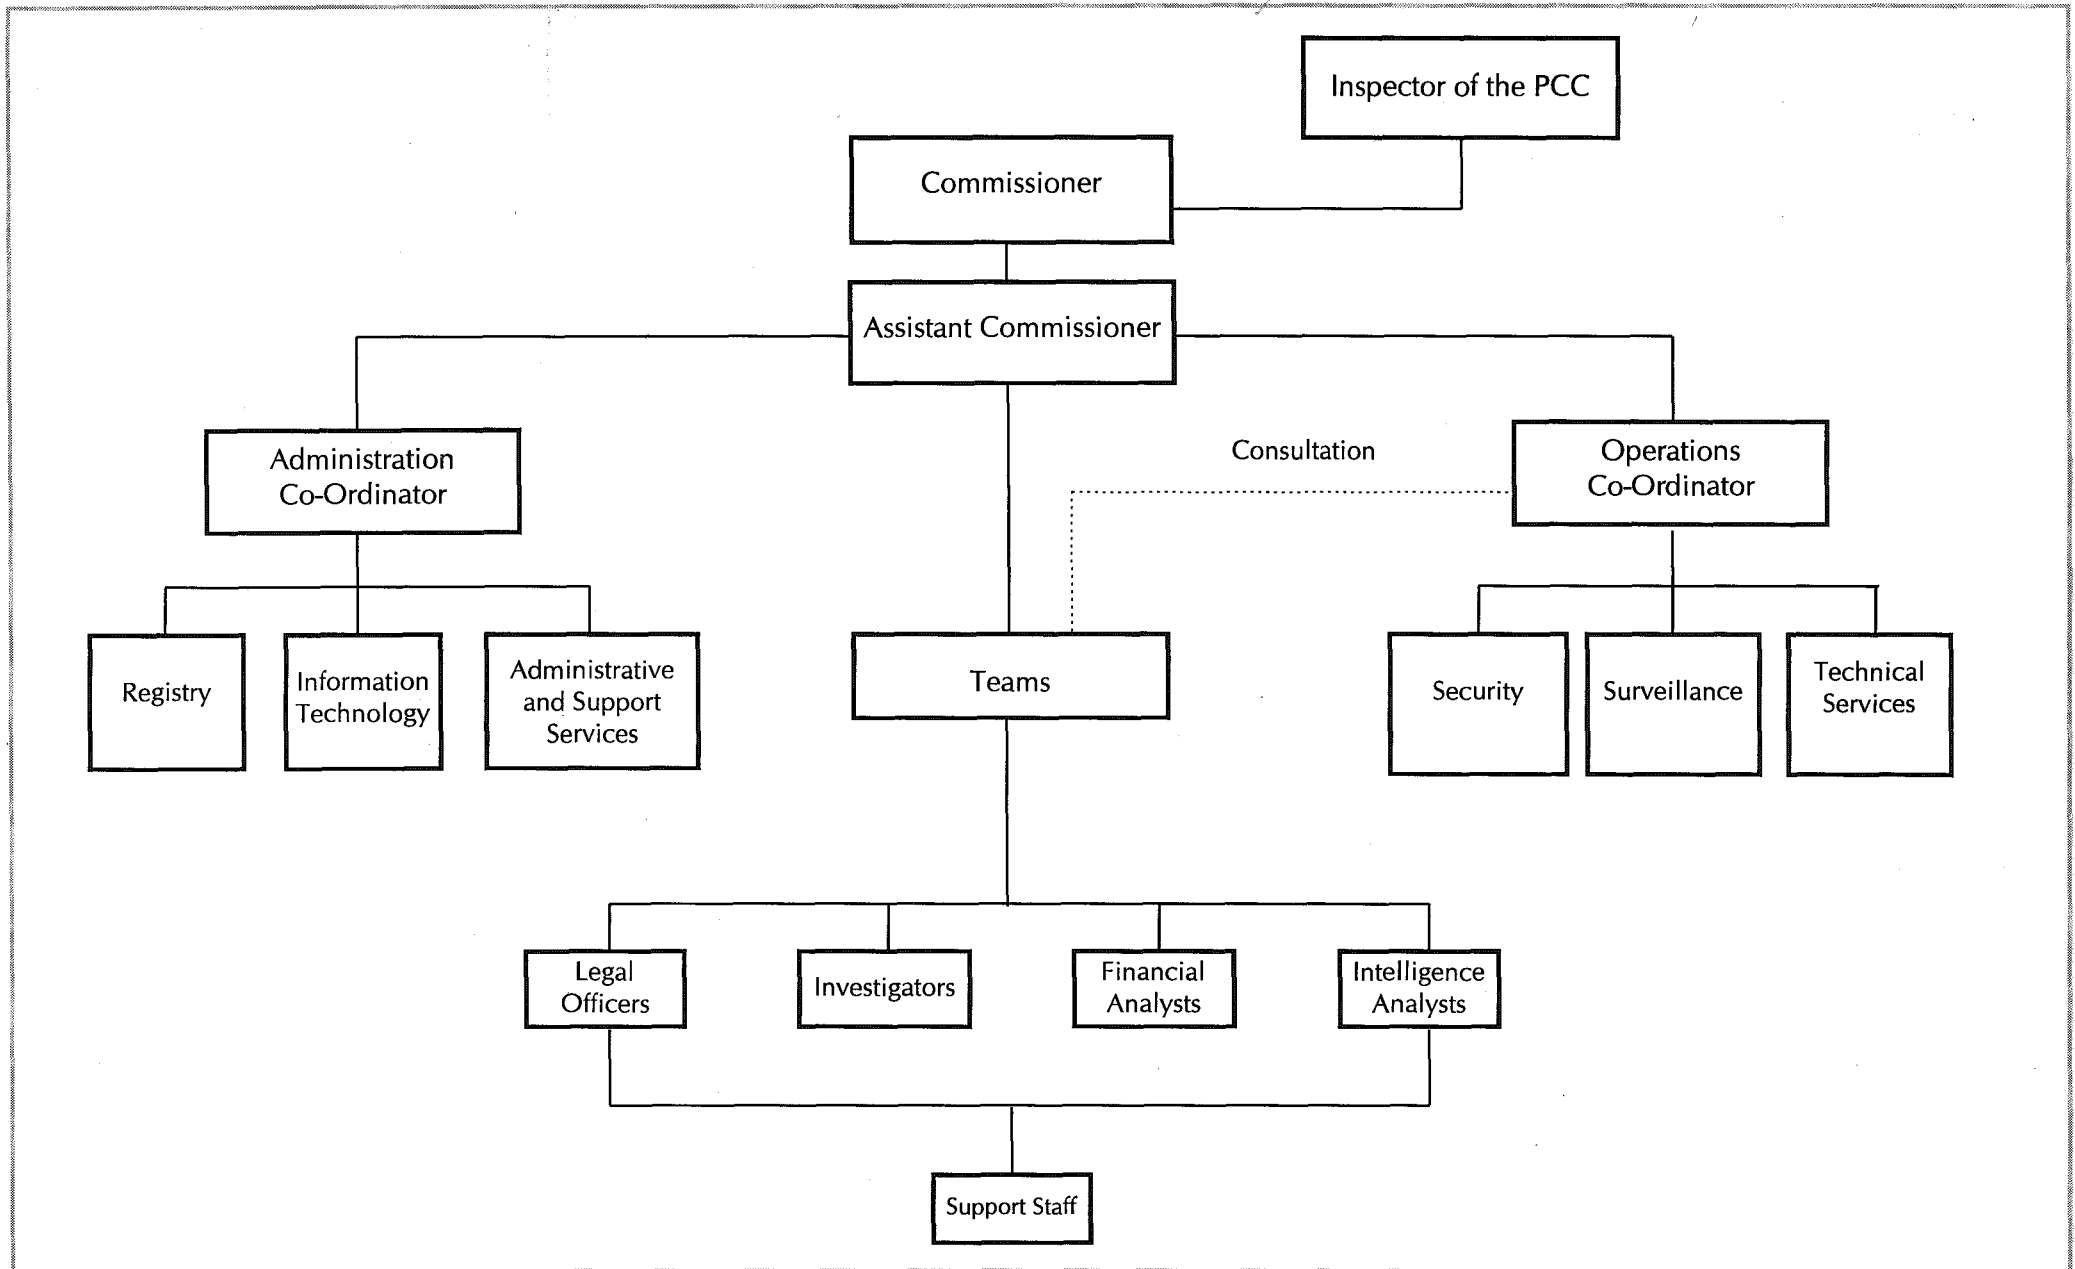 Inspector of the PCC
Commissioner
Assistant Commissioner
Administration
Co-Ordinator
Consultation
Operations
Co-Ordinator
Registry
Information
Technology
Administrative
and Support
Services
Teams
Security
Surveillance
Technical
Services
Legal
Officers
Investigators
Financial
Analysts
Intelligence
Analysts
Support Staff